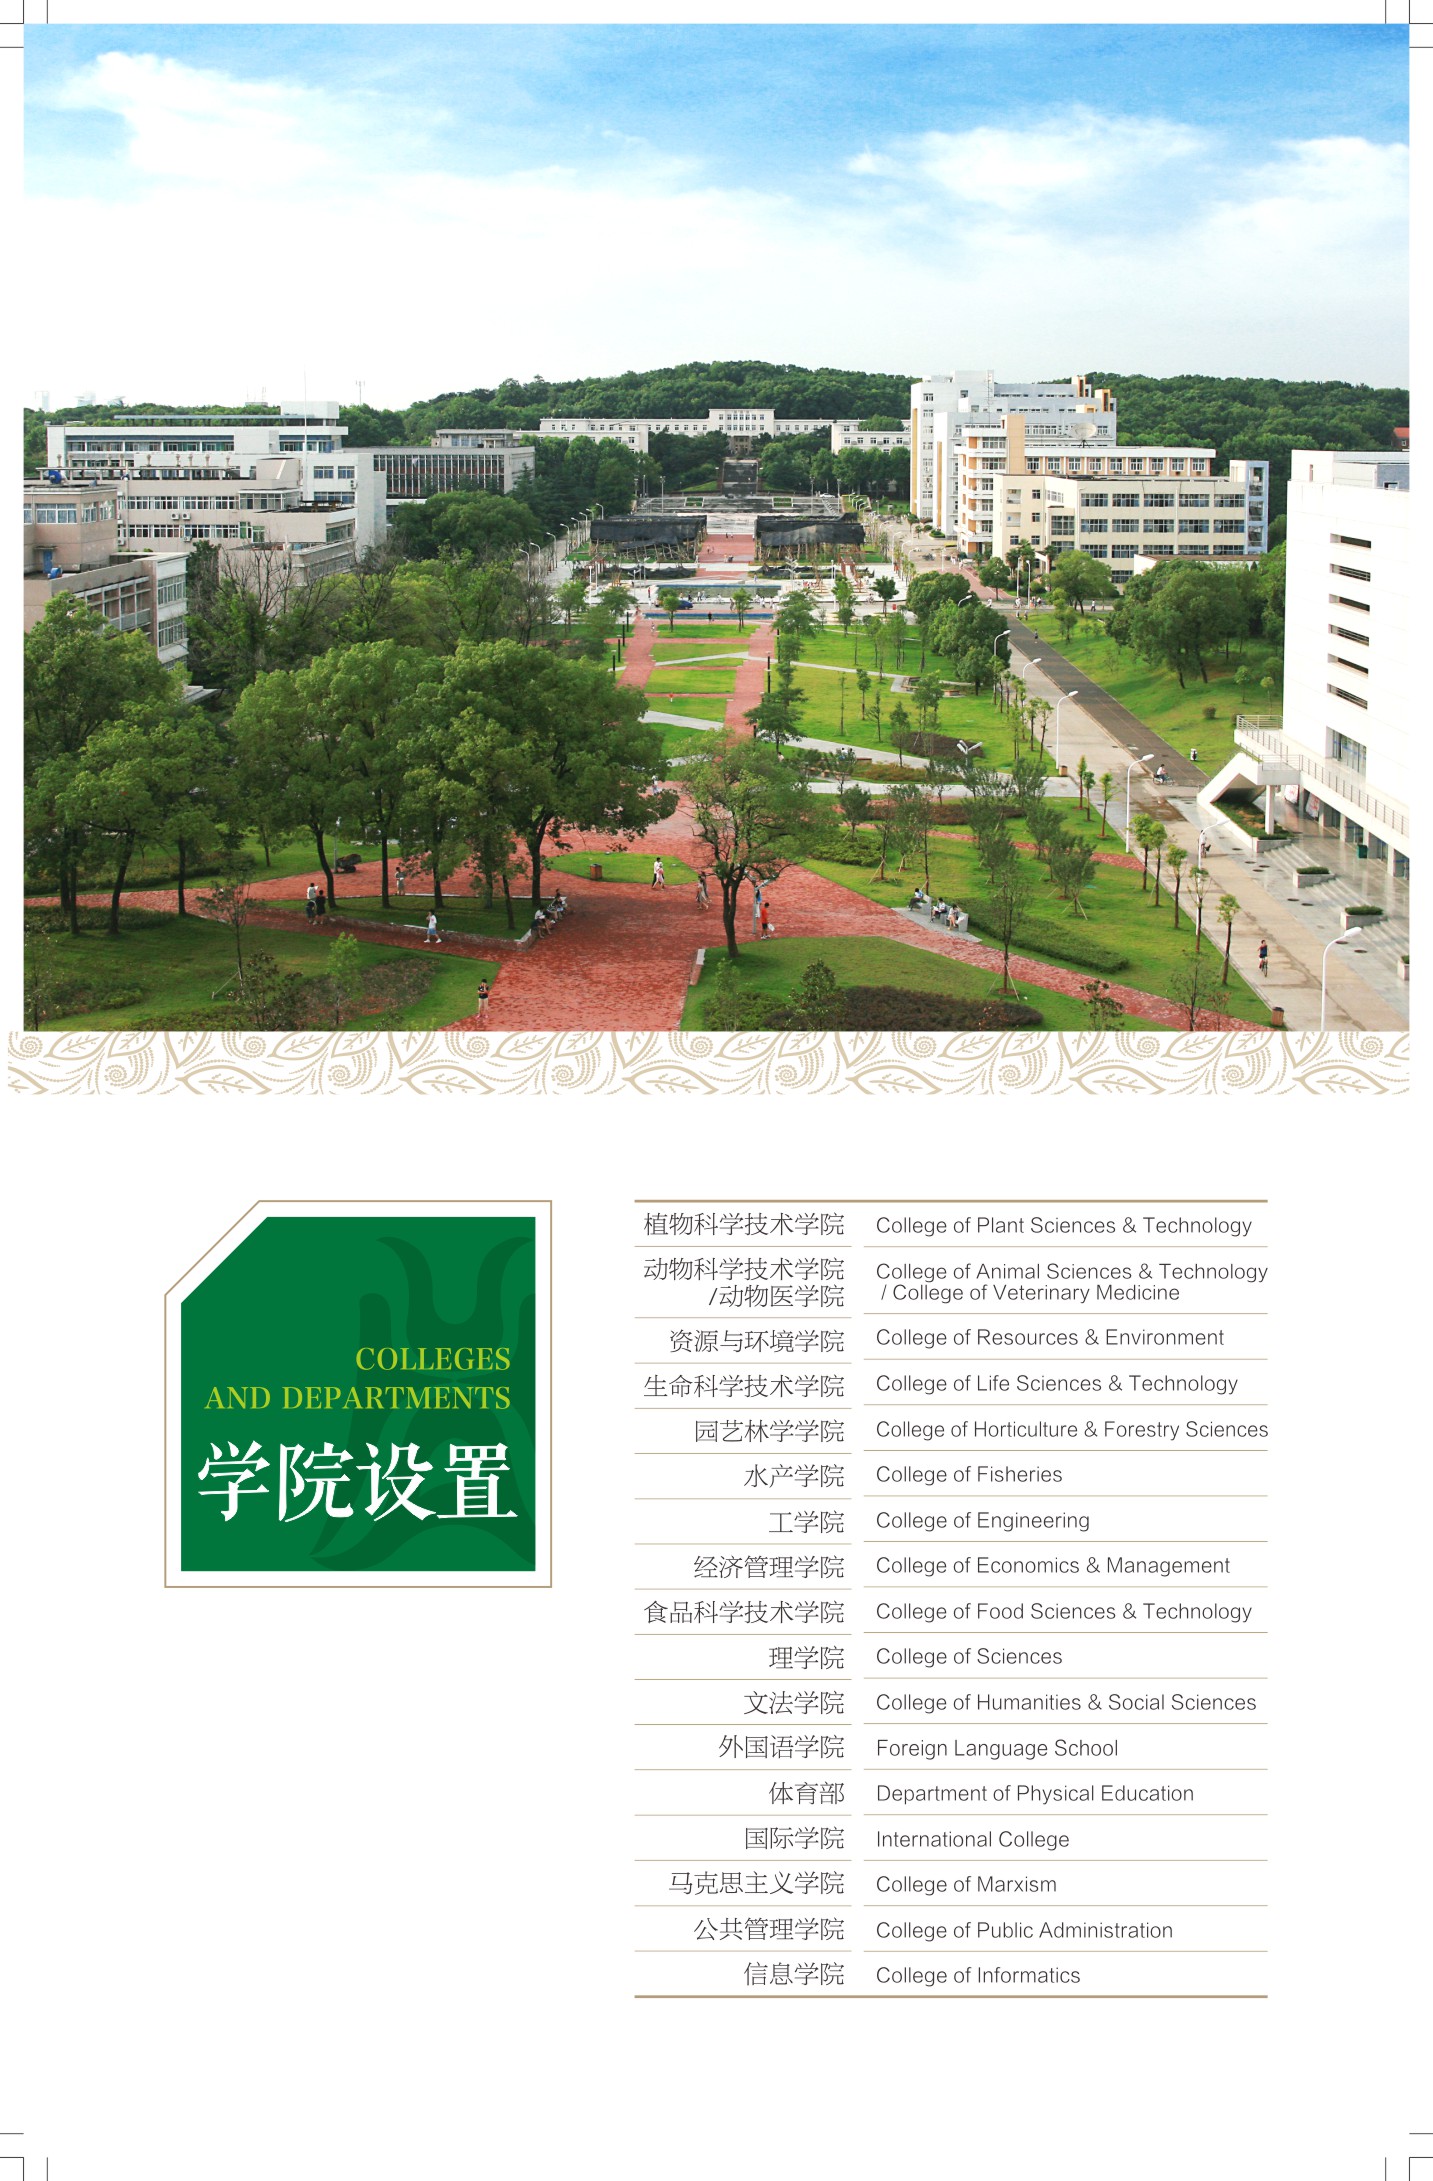 COLLEGES
AND DEPARTMENTS
学院设置
植物科学技术学院 College of Plant Sciences & Technology
动物科学技术学院 College of Animal Sciences & Technology
/动物医学院 / College of Veterinary Medicine
资源与环境学院 College of Resources & Environment
生命科学技术学院 College of Life Sciences & Technology
园艺林学学院 College of Horticulture & Forestry Sciences
水产学院 College of Fisheries
工学院 College of Engineering
经济管理学院 College of Economics & Management
食品科学技术学院 College of Food Sciences & Technology
理学院 College of Sciences
文法学院 College of Humanities & Social Sciences
外国语学院 Foreign Language School
体育部 Department of Physical Education
国际学院 International College
马克思主义学院 College of Marxism
公共管理学院 College of Public Administration
信息学院 College of Informatics